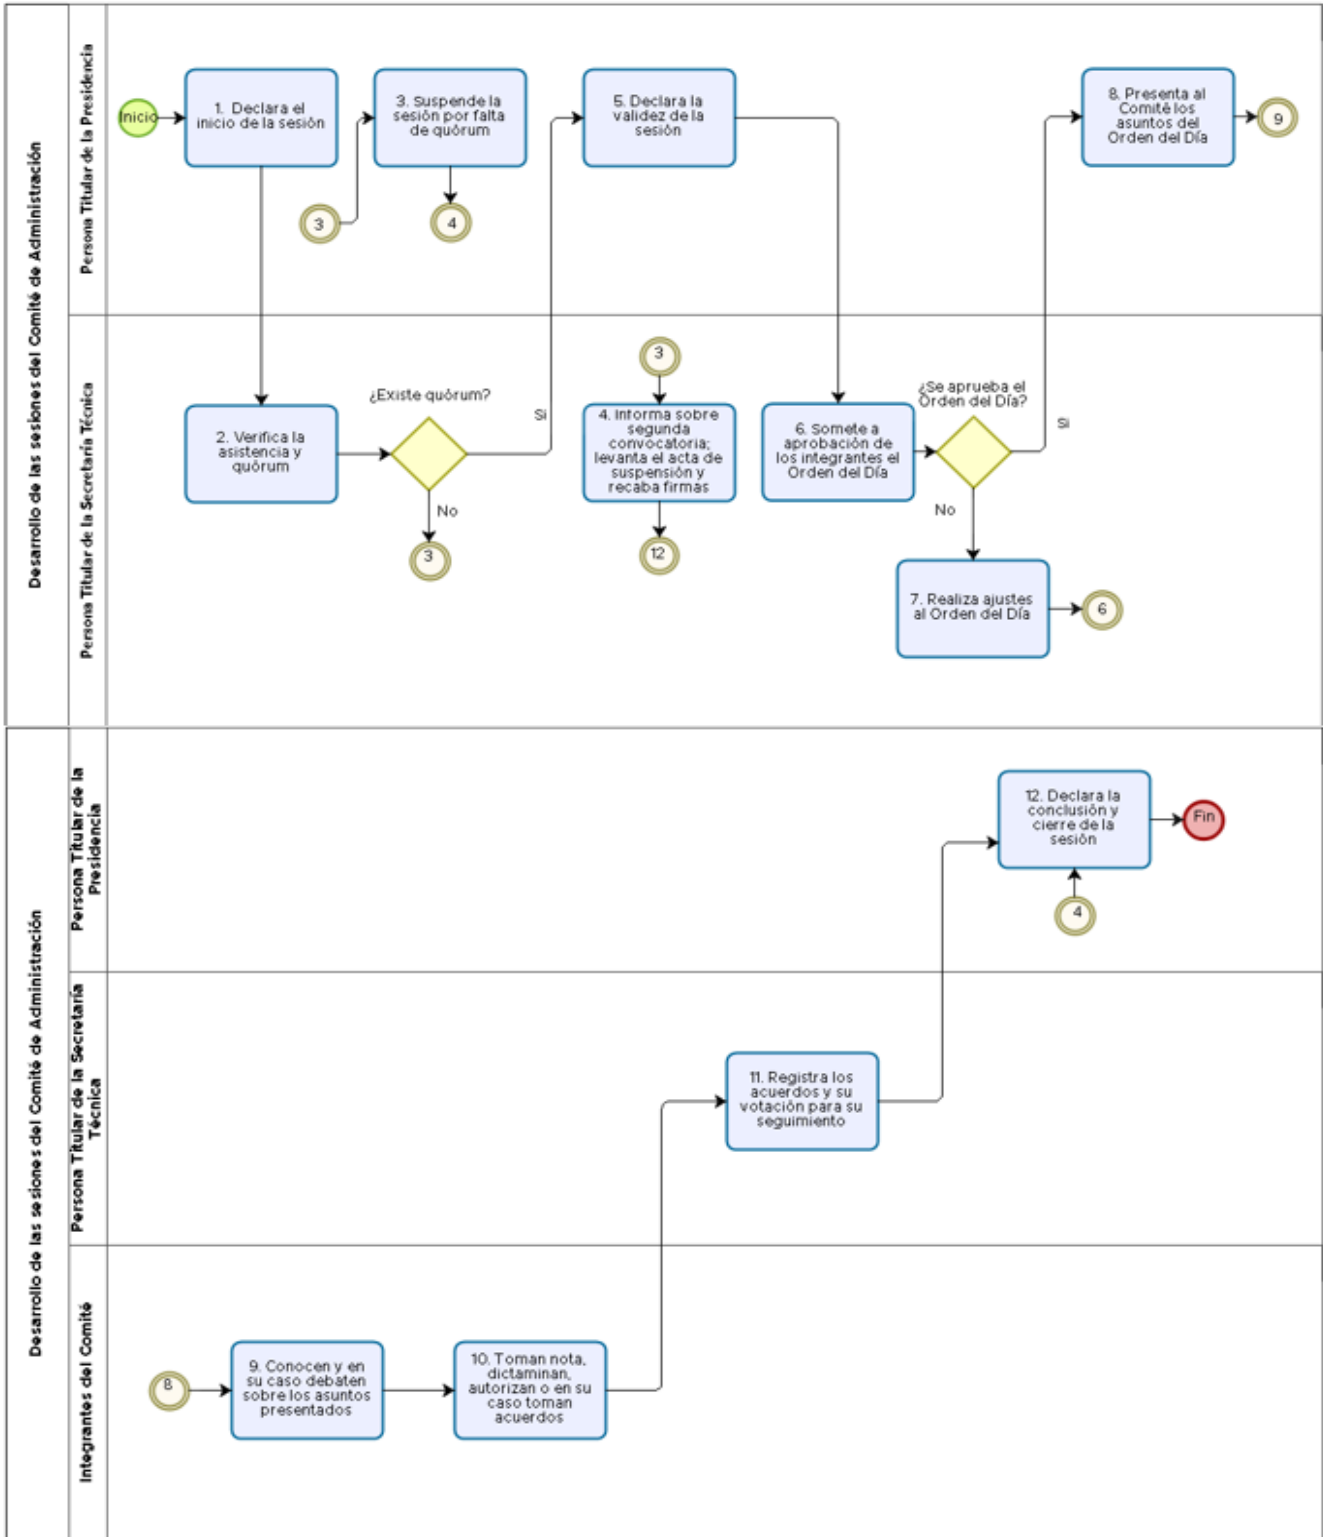 Desarrollo de las sesiones del Comité de Administración
Persona Titular de la Presidencia
Inicio
1. Declara el
inicio de la sesión
3. Suspende la
sesión por falta
de quórum
3
4
5. Declara la
validez de la
sesión
8. Presenta al
Comité los
asuntos del
Orden del Día
9
Persona Titular de la Secretaría Técnica
2. Verifica la
asistencia y
quórum
¿Existe quórum?
Si
No
3
3
4. Informa sobre
segunda
convocatoria;
levanta el acta de
suspensión y
recaba firmas
12
6. Somete a
aprobación de
los integrantes el
Orden del Día
¿Se aprueba el
Orden del Día?
Si
No
7. Realiza ajustes
al Orden del Día
6
Desarrollo de las sesiones del Comité de Administración
Persona Titular de la
Presidencia
12. Declara la
conclusión y
cierre de la
sesión
Fin
4
Persona Titular de la Secretaría
Técnica
11. Registra los
acuerdos y su
votación para su
seguimiento
Integrantes del Comité
8
9. Conocen y en
su caso debaten
sobre los asuntos
presentados
10. Toman nota,
dictaminan,
autorizan o en su
caso toman
acuerdos